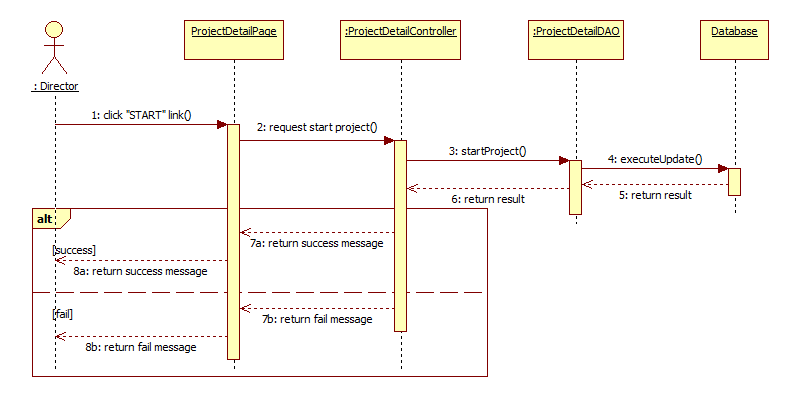 ProjectDetailPage
:ProjectDetailController
:ProjectDetailDAO
Database
: Director
1: click "START" link()
2: request start project()
3: startProject()
4: executeUpdate()
5: return result
6: return result
alt
7a: return success message
[success]
8a: return success message
7b: return fail message
[fail]
8b: return fail message